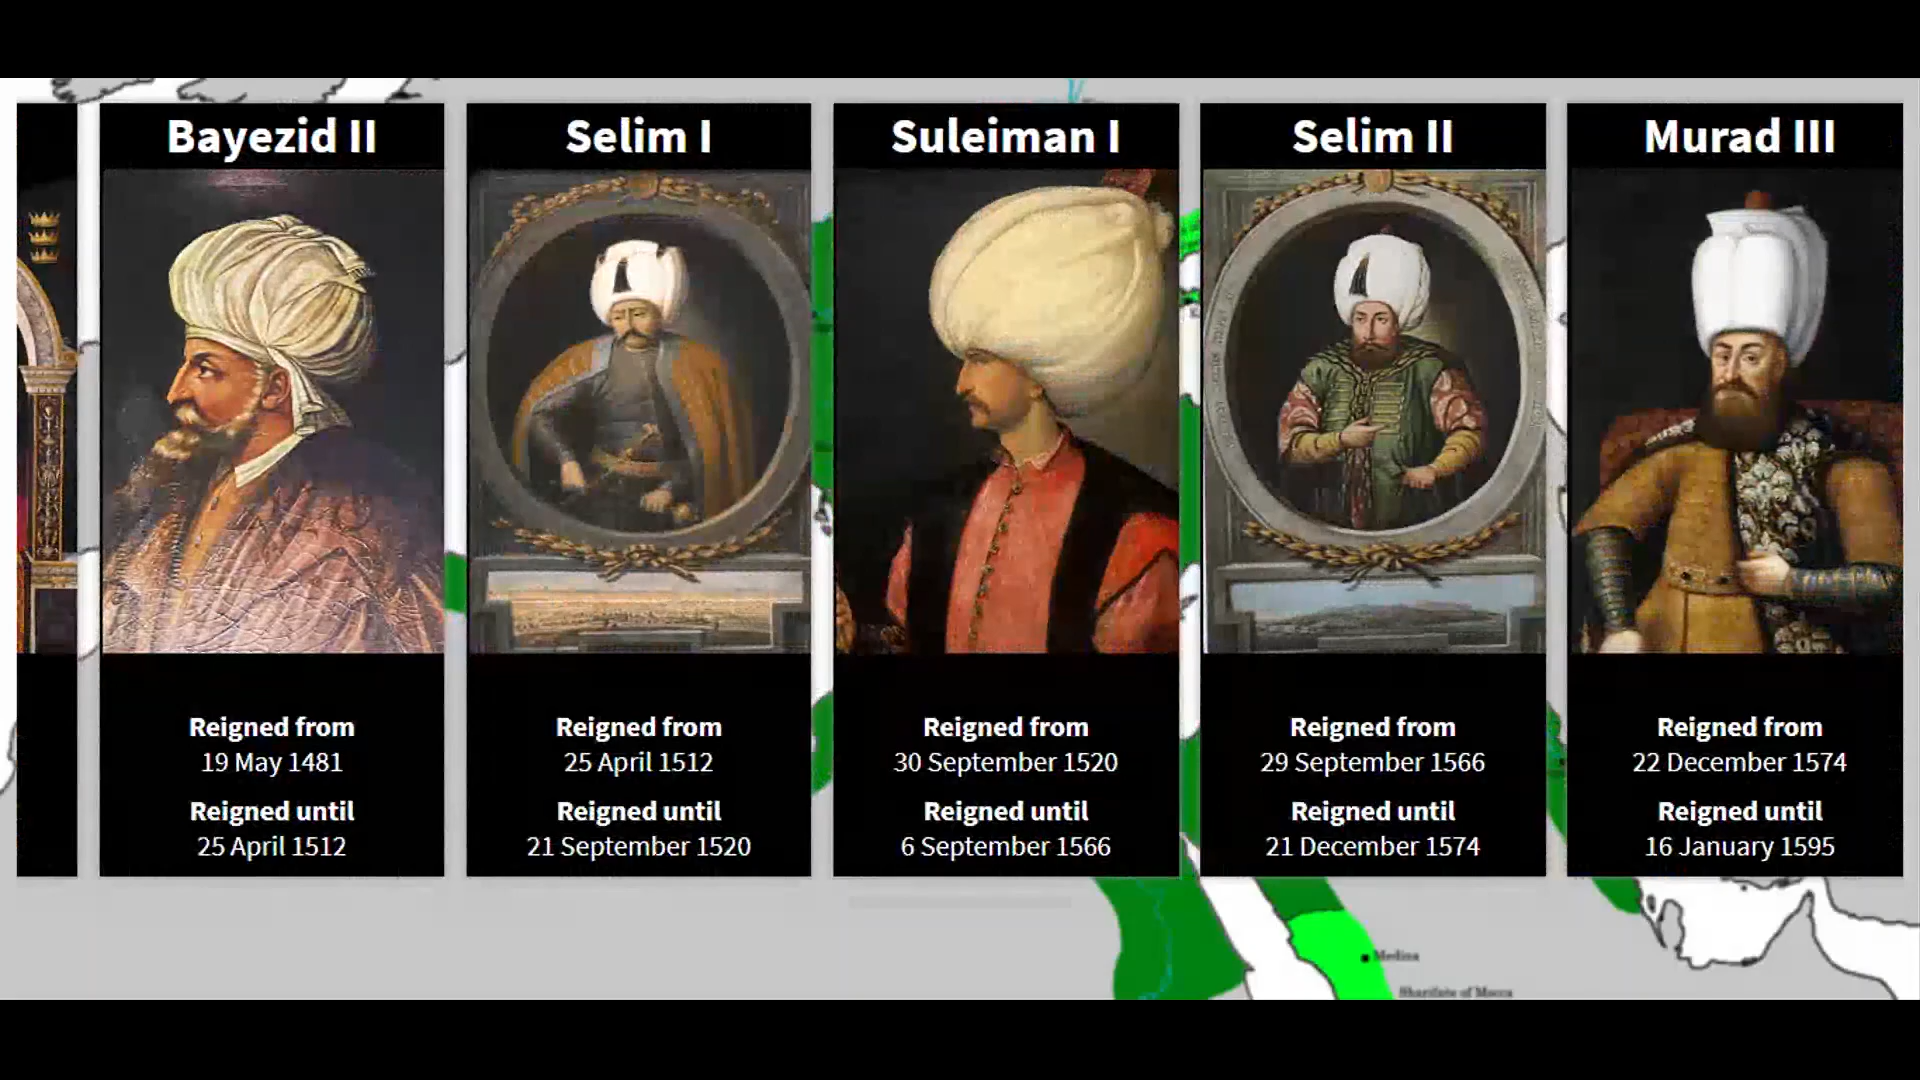 Bayezid II
Reigned from
19 May 1481
Reigned until
25 April 1512
Selim I
Reigned from
25 April 1512
Reigned until
21 September 1520
Suleiman I
Reigned from
30 September 1520
Reigned until
6 September 1566
Selim II
Reigned from
29 September 1566
Reigned until
21 December 1574
Murad III
Reigned from
22 December 1574
Reigned until
16 January 1595
Medina
Sharifate of Mecca